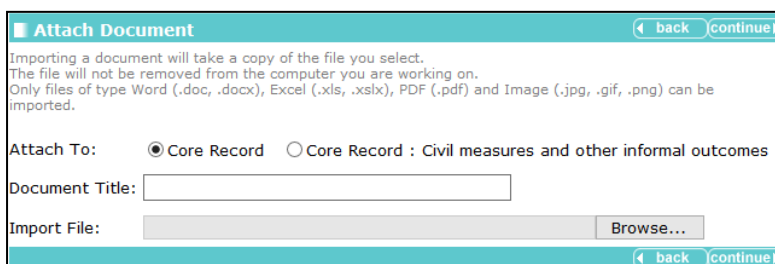 Attach Document back continue
Importing a document will take a copy of the file you select.
The file will not be removed from the computer you are working on.
Only files of type Word (.doc, .docx), Excel (.xls, .xslx), PDF (.pdf) and Image (.jpg, .gif, .png) can be
imported.
Attach To: Core Record Core Record : Civil measures and other informal outcomes
Document Title:
Import File: Browse...
back continue